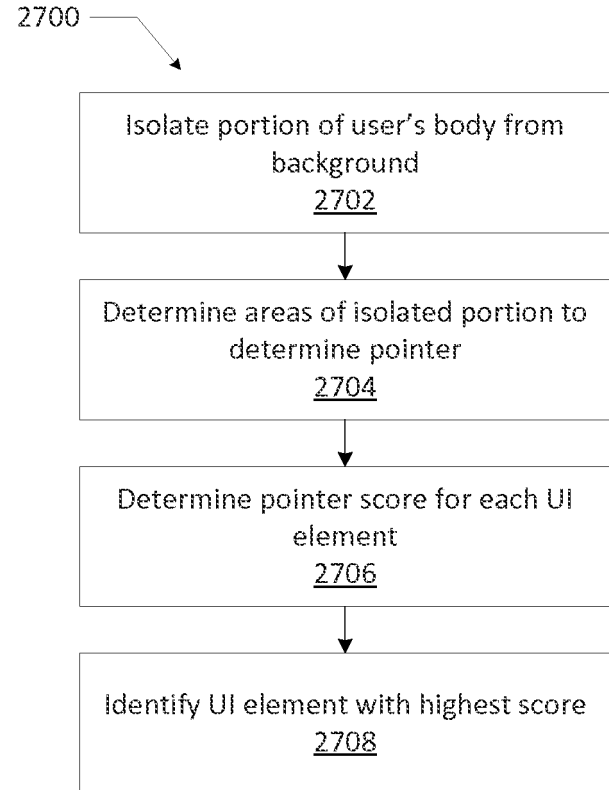 2700
Isolate portion of user's body from
background
2702
Determine areas of isolated portion to
determine pointer
2704
Determine pointer score for each UI
element
2706
Identify UI element with highest score
2708